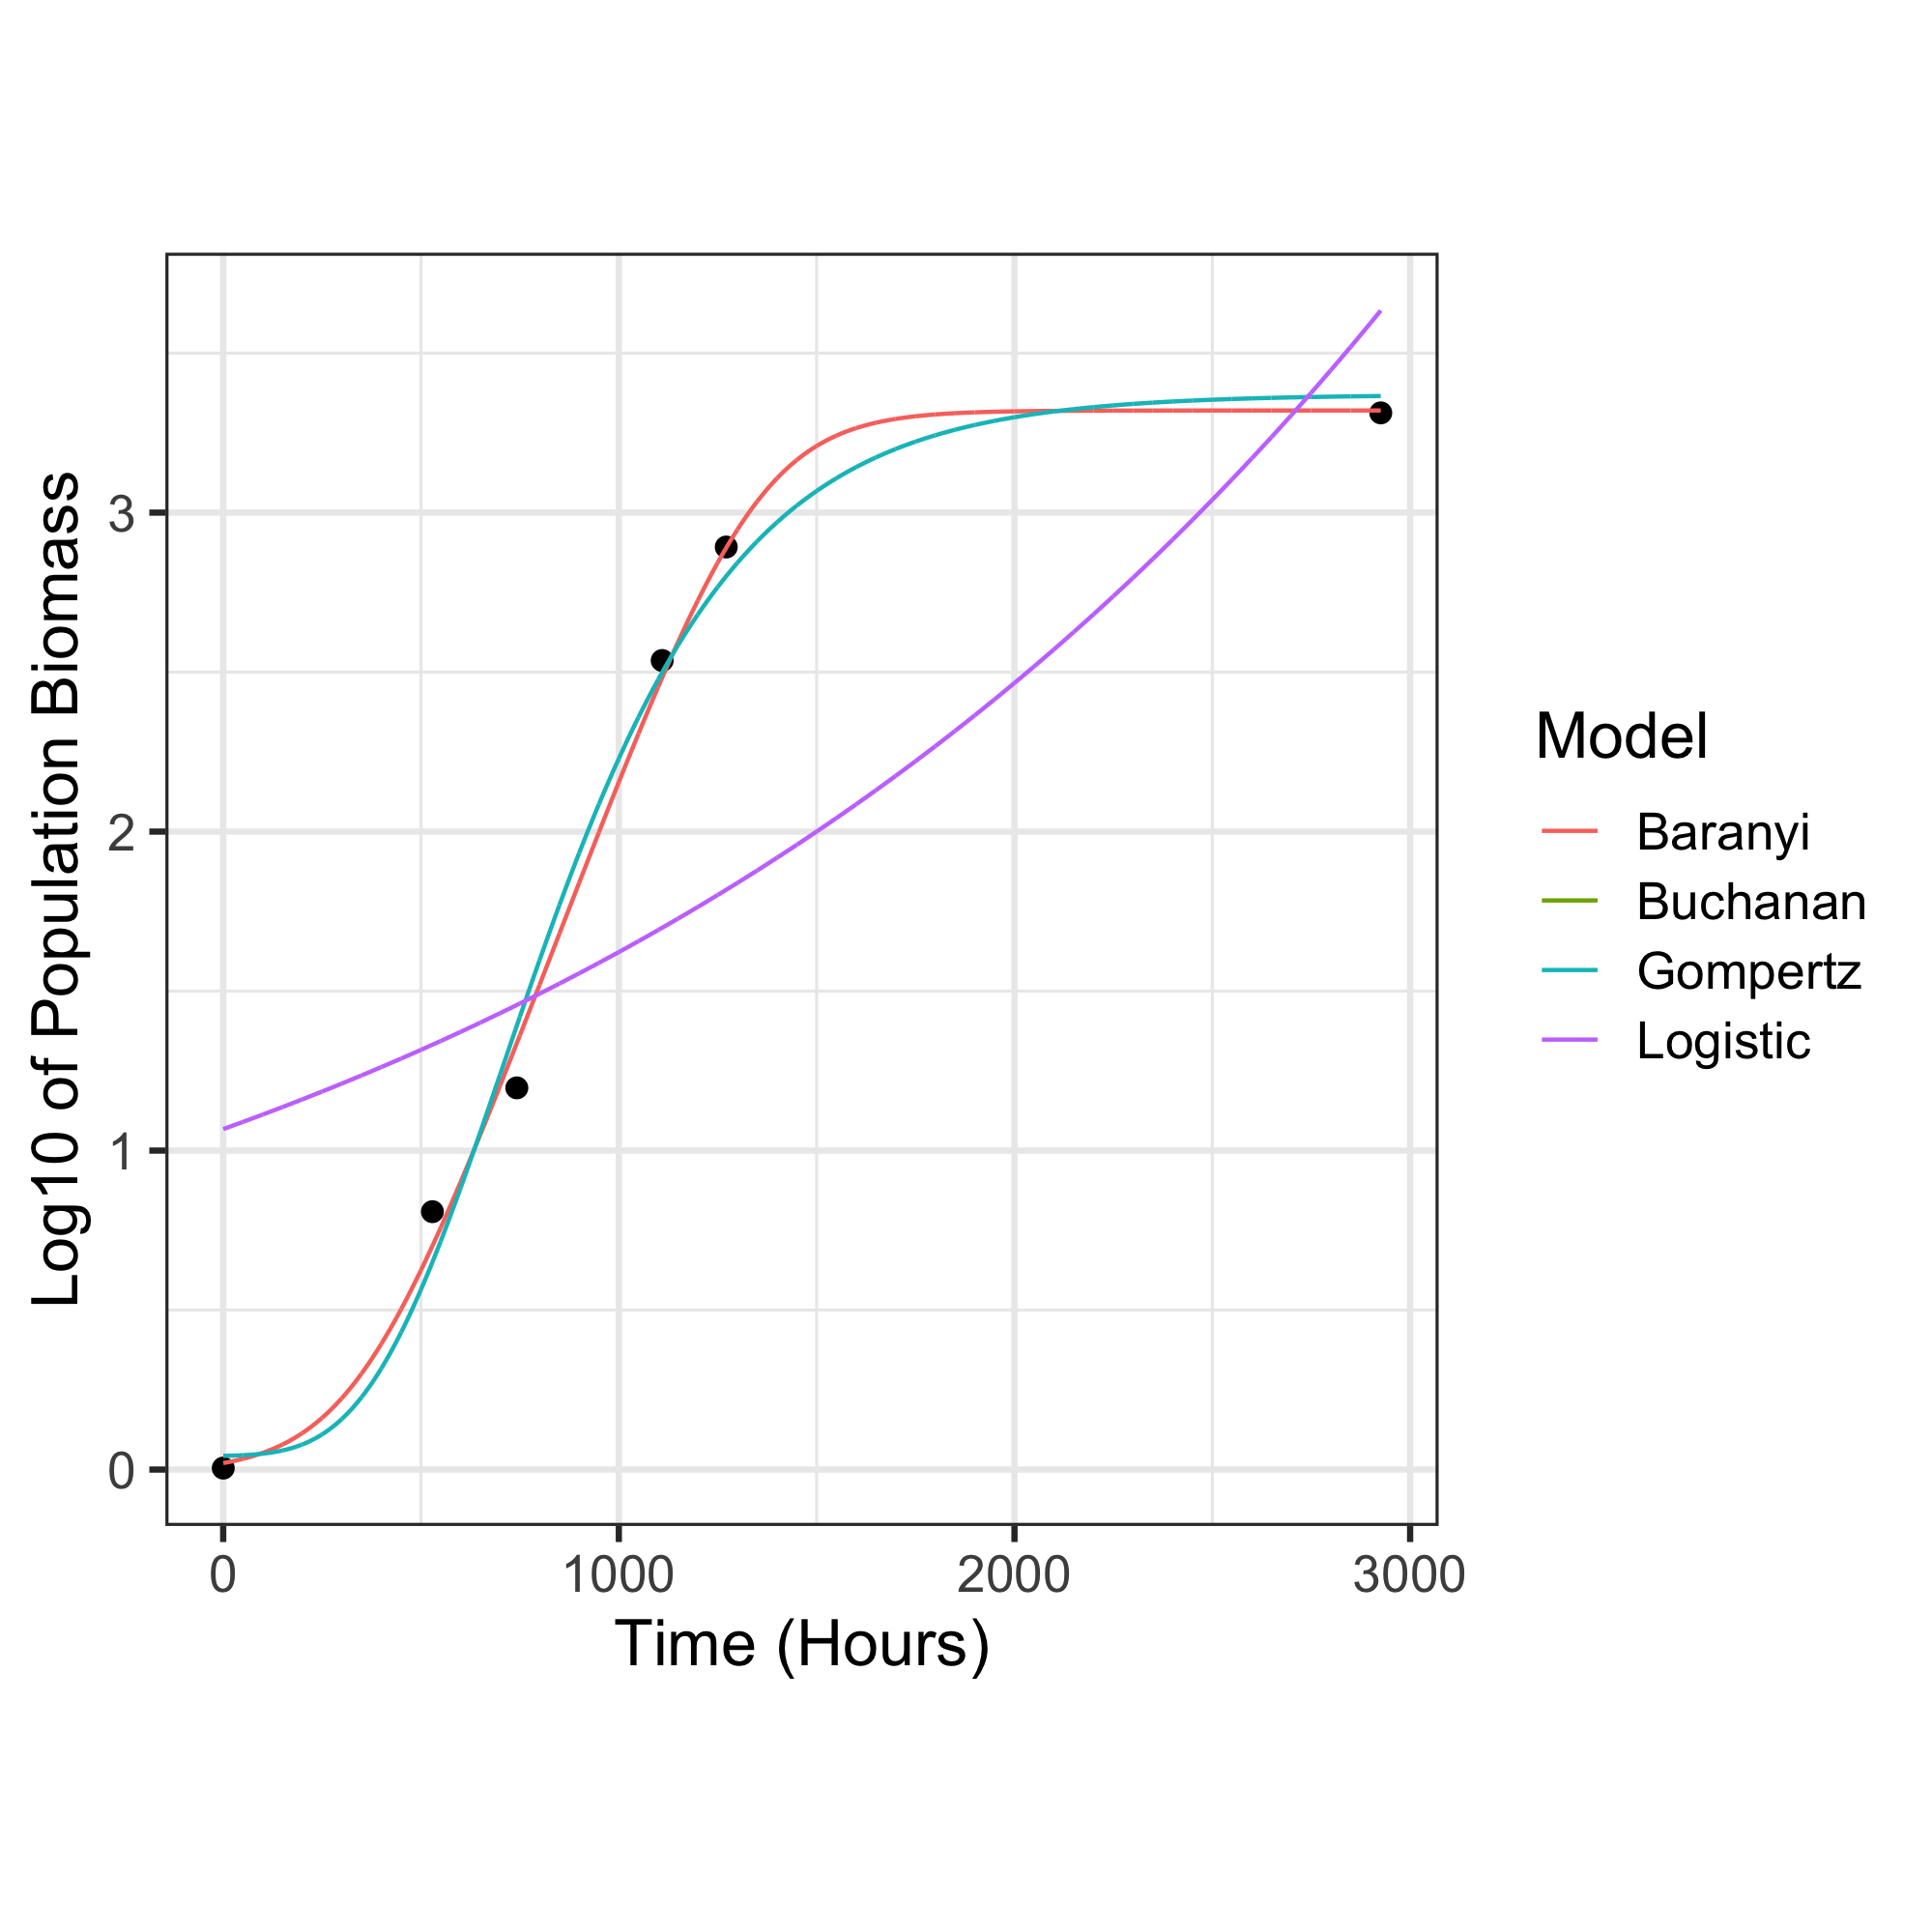 Log10 of Population Biomass
3
2
1
0
0 1000 2000 3000
Time (Hours)
Model
Baranyi
Buchanan
Gompertz
Logistic